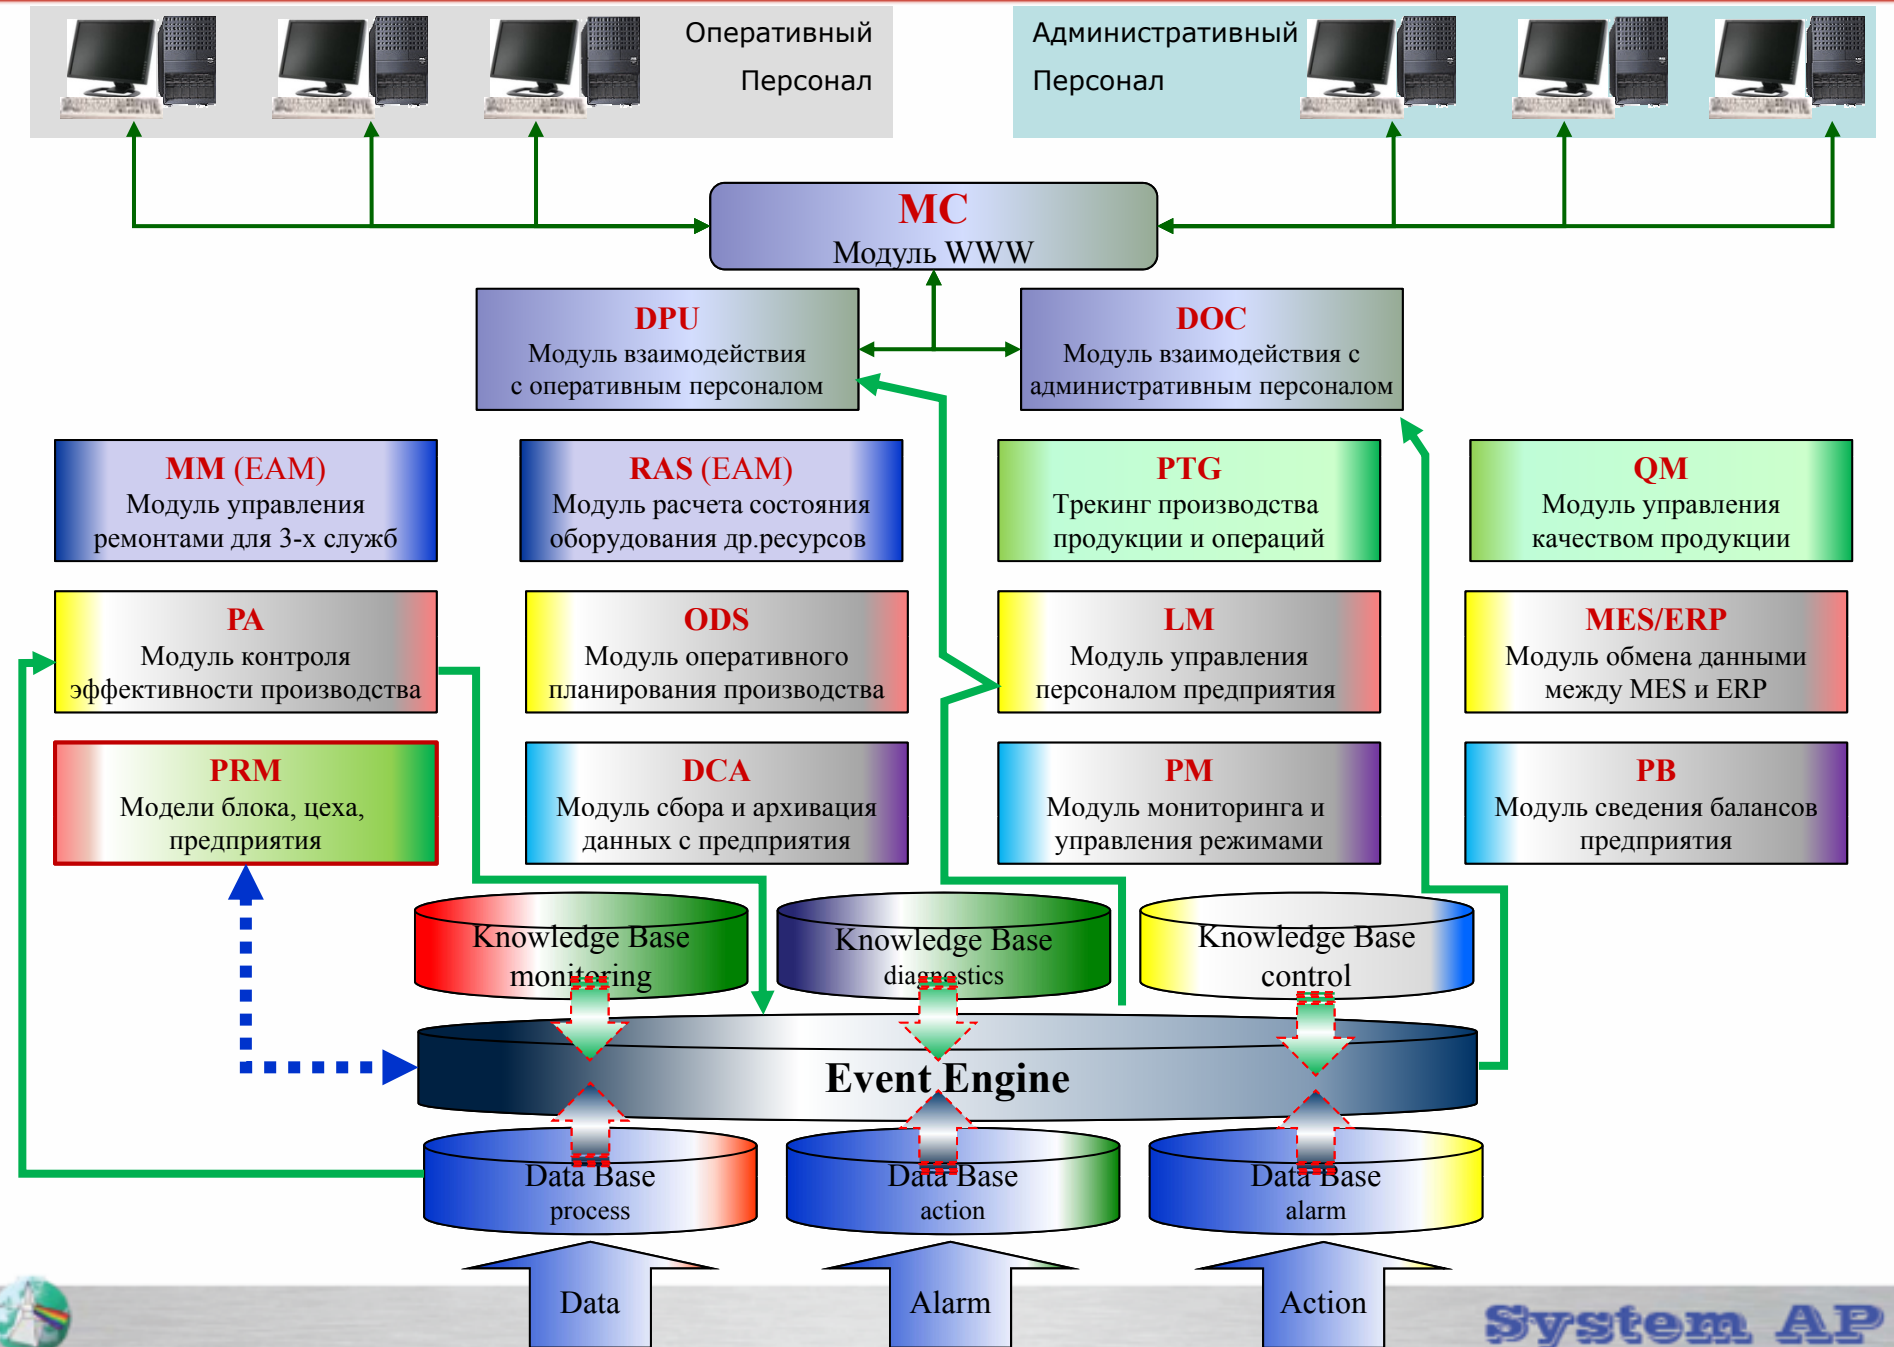 Оперативный
Персонал
Административный
Персонал
МС
Модуль WWW
DPU
Модуль взаимодействия
с оперативным персоналом
DOC
Модуль взаимодействия с
административным персоналом
MM (EAM)
Модуль управления
ремонтами для 3-х служб
RAS (EAM)
Модуль расчета состояния
оборудования др.ресурсов
PTG
Трекинг производства
продукции и операций
QM
Модуль управления
качеством продукции
PA
Модуль контроля
эффективности производства
ODS
Модуль оперативного
планирования производства
LM
Модуль управления
персоналом предприятия
MES/ERP
Модуль обмена данными
между MES и ERP
PRM
Модели блока, цеха,
предприятия
DCA
Модуль сбора и архивация
данных с предприятия
PM
Модуль мониторинга и
управления режимами
PB
Модуль сведения балансов
предприятия
Knowledge Base
monitoring
Knowledge Base
diagnostics
Knowledge Base
control
Event Engine
Data Base
process
Data Base
action
Data Base
alarm
Data
Alarm
Action
System AP